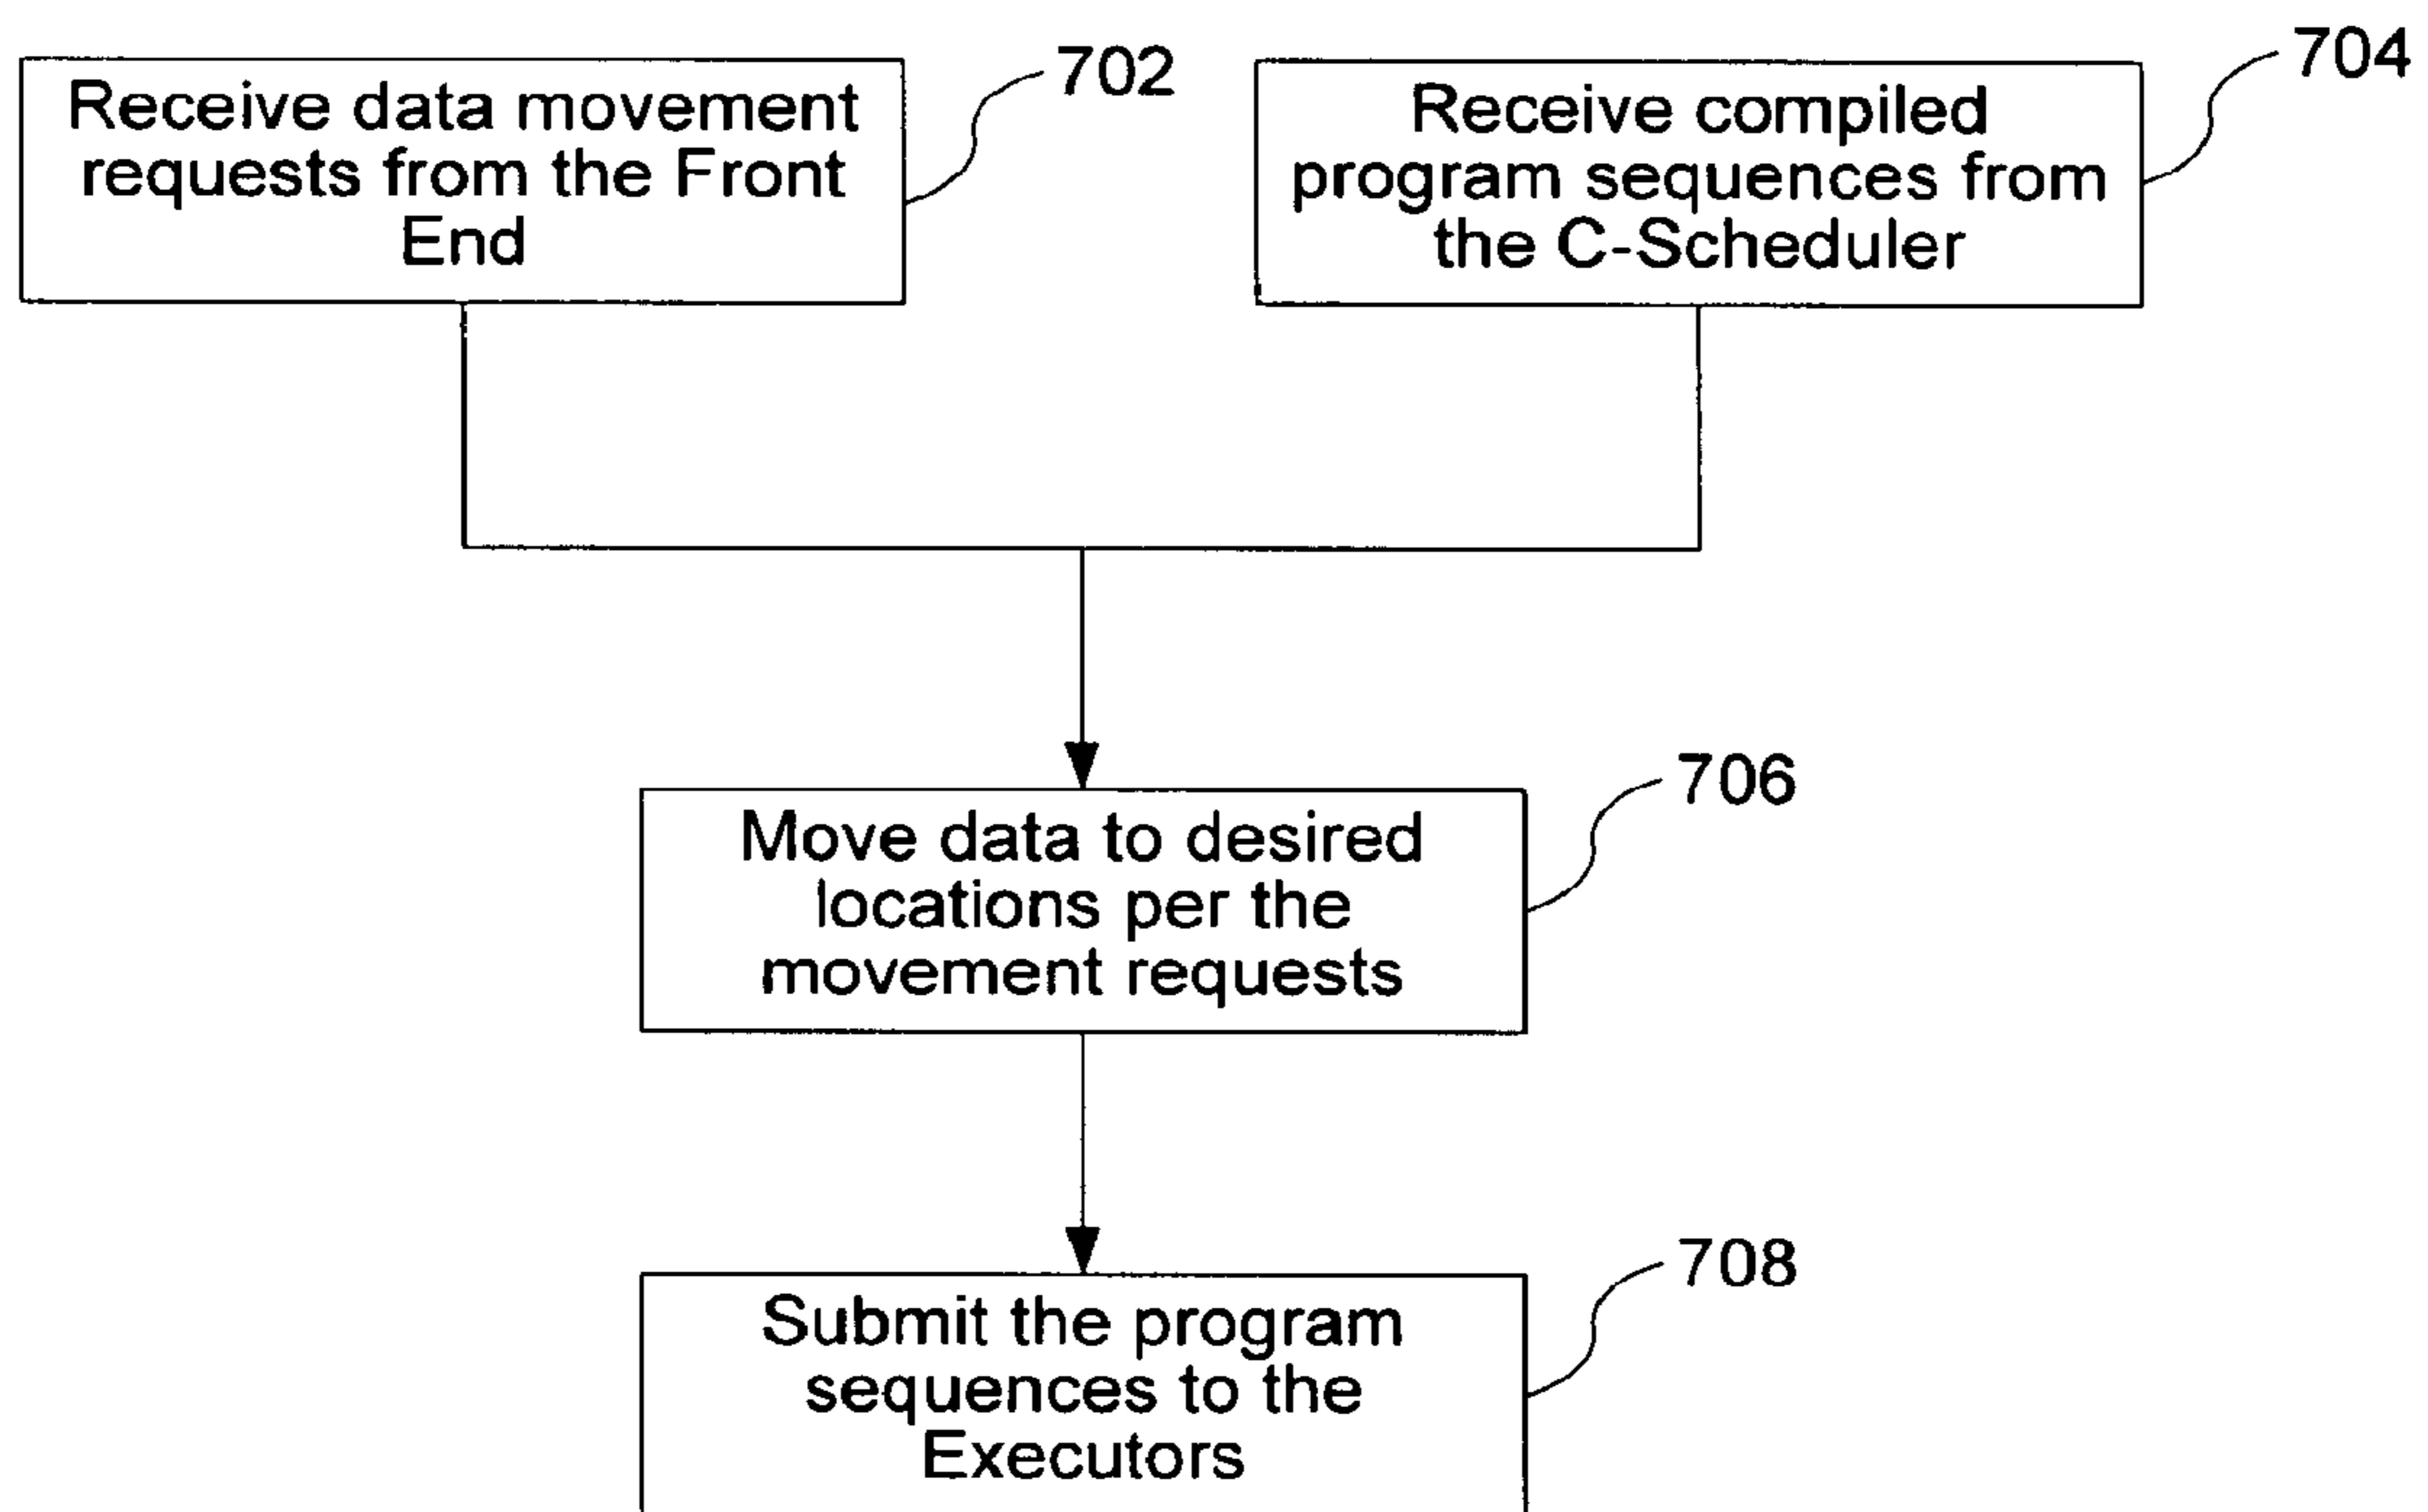 Receive data movement
requests from the Front
End
702
Receive compiled
program sequences from
the C-Scheduler
704
Move data to desired
locations per the
movement requests
706
Submit the program
sequences to the
Executors
708